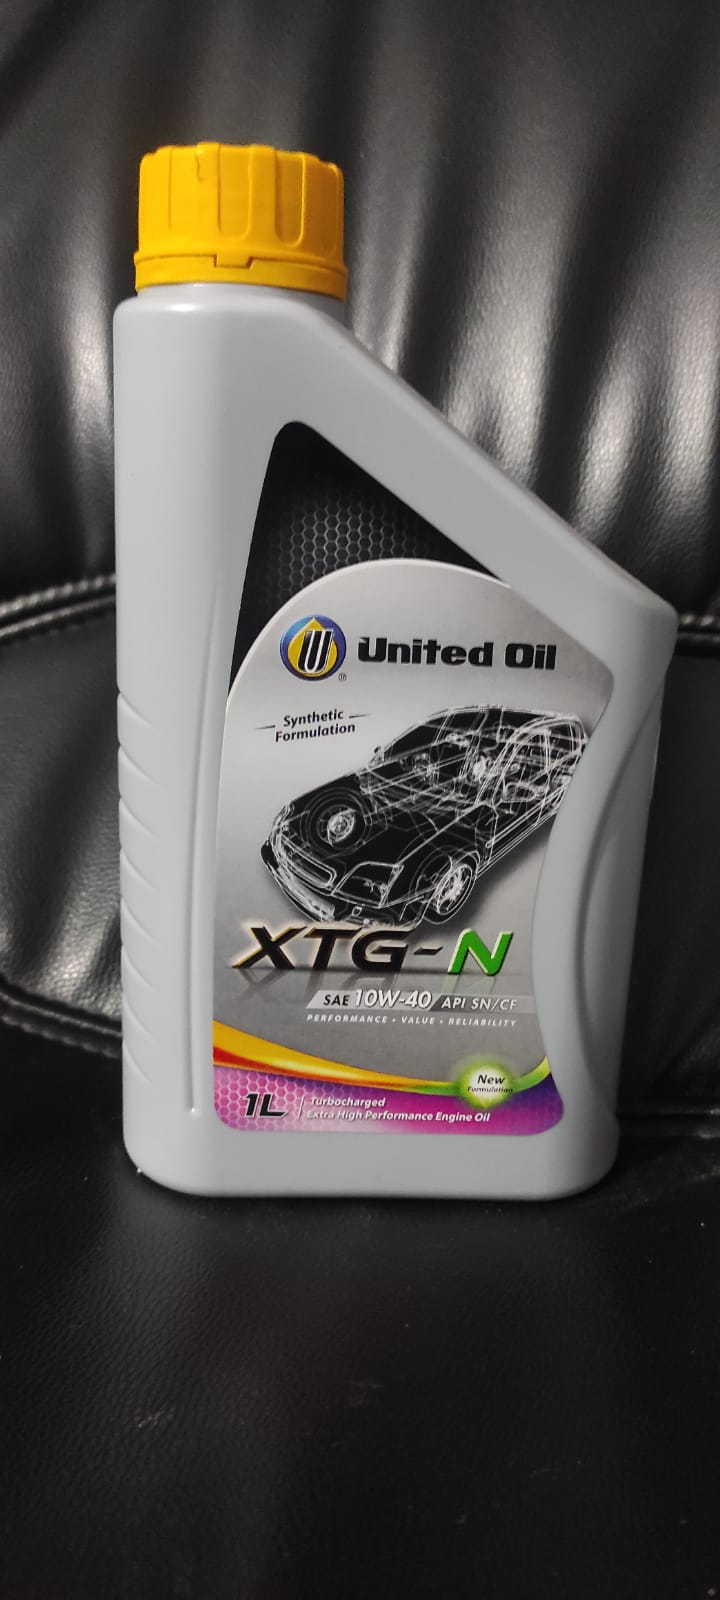 U
®
United Oil
Synthetic
Formulation
XTG-N
SAE 10W-40 API SN/CF
PERFORMANCE • VALUE • RELIABILITY
New
Formulation
1L
Turbocharged
Extra High Performance Engine Oil